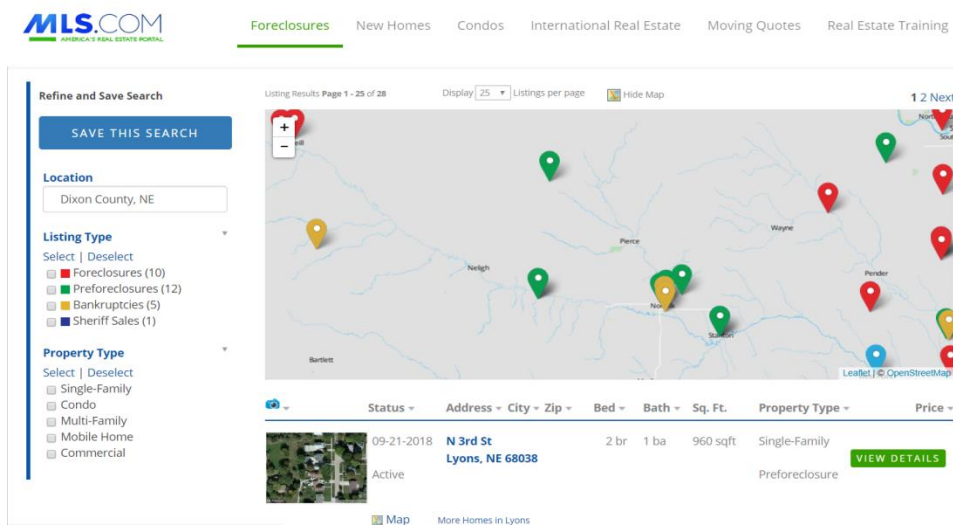 MLS.COM
AMERICA'S REAL ESTATE PORTAL
Foreclosures New Homes Condos International Real Estate Moving Quotes Real Estate Training
Refine and Save Search
SAVE THIS SEARCH
Location
Dixon County, NE
Listing Type
Select | Deselect
Foreclosures (10)
Preforeclosures (12)
Bankruptcies (5)
Sheriff Sales (1)
Property Type
Select | Deselect
Single-Family
Condo
Multi-Family
Mobile Home
Commercial
Listing Results Page 1 - 25 of 28 Display 25 Listings per page Hide Map 1 2 Next
+
−
Wayne
Pierce
Neligh
Pender
Bartlett
Leaflet | © OpenStreetMap
Status Address City Zip Bed Bath Sq. Ft. Property Type Price
09-21-2018 N 3rd St 2 br 1 ba 960 sqft Single-Family
Lyons, NE 68038 VIEW DETAILS
Active Preforeclosure
Map More Homes in Lyons